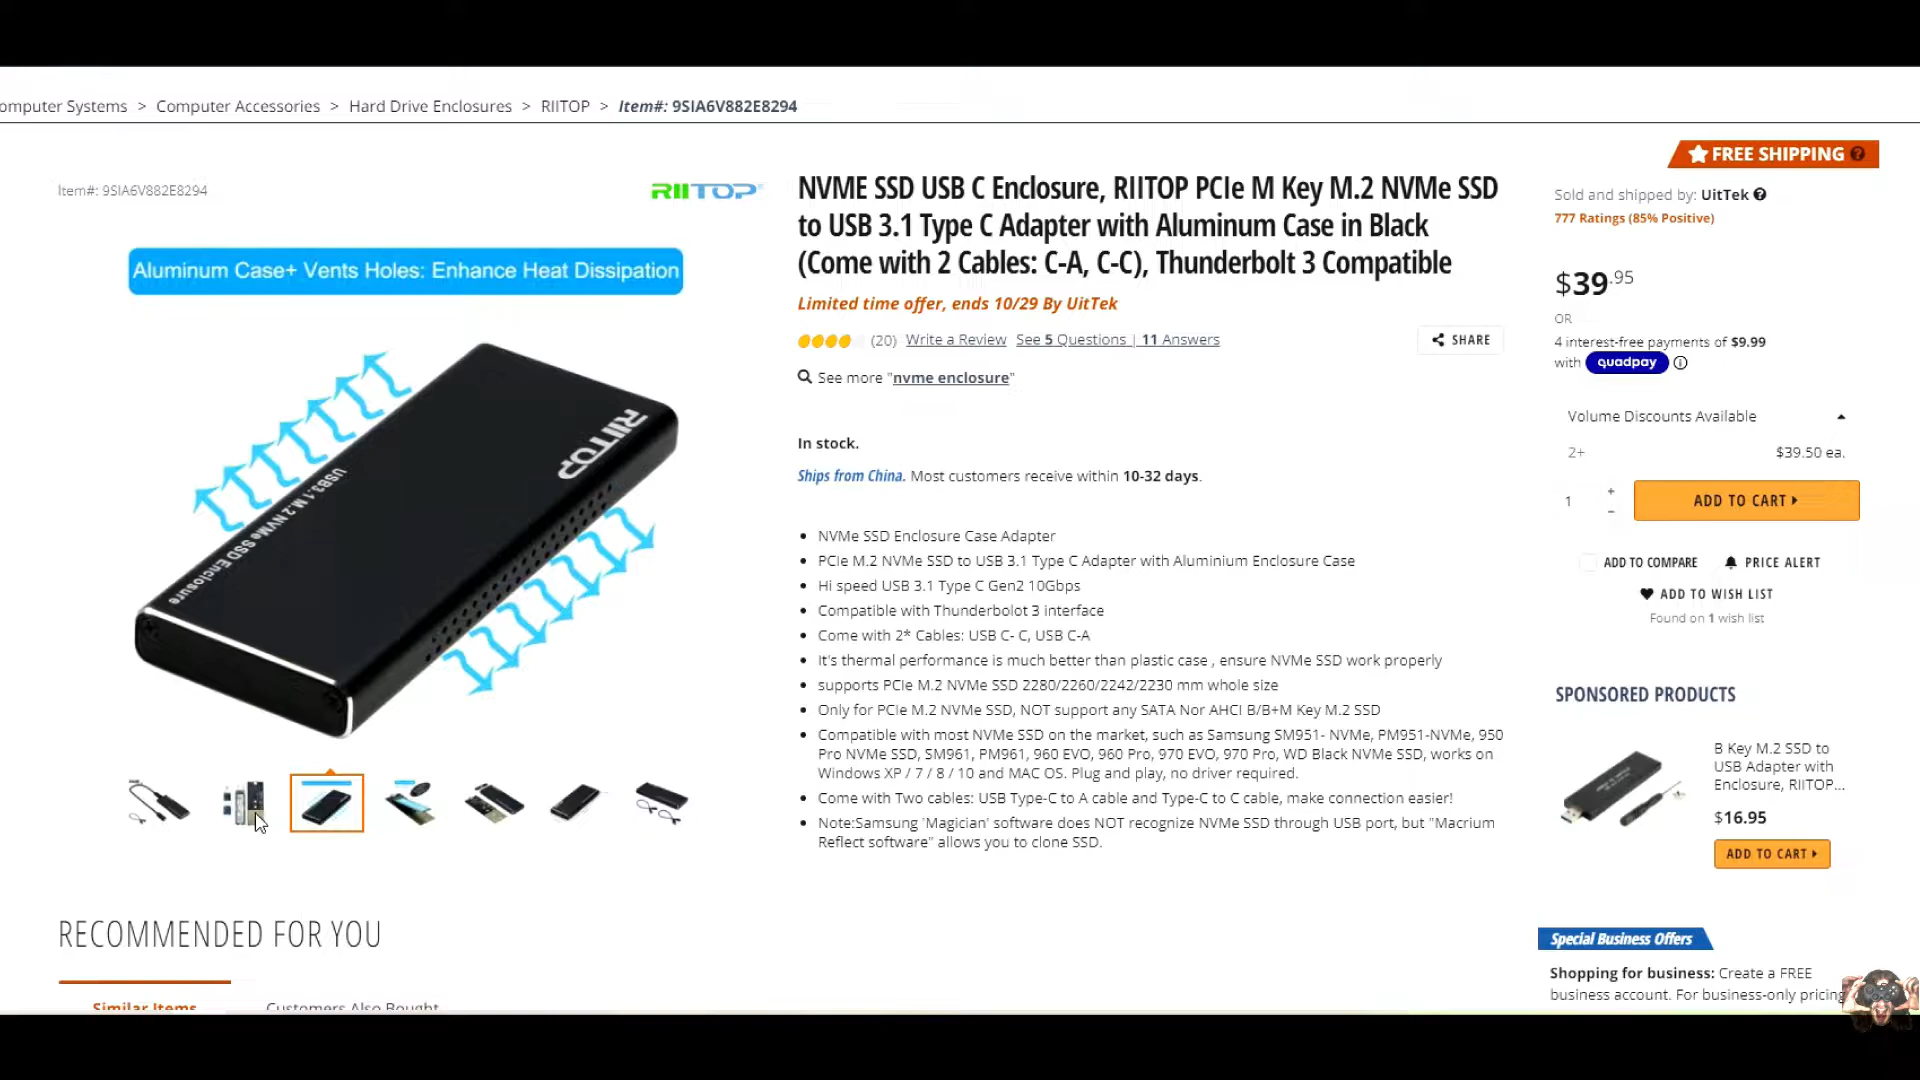 omputer Systems > Computer Accessories > Hard Drive Enclosures > RIITOP > Item#: 9SIA6V882E8294
FREE SHIPPING
Item#: 9SIA6V882E8294
RIITOP
Aluminum Case+ Vents Holes: Enhance Heat Dissipation
RIITOP
USB3.1 M.2 NVMe SSD Enclosure
NVME SSD USB C Enclosure, RIITOP PCIe M Key M.2 NVMe SSD
to USB 3.1 Type C Adapter with Aluminum Case in Black
(Come with 2 Cables: C-A, C-C), Thunderbolt 3 Compatible
Limited time offer, ends 10/29 By UitTek
(20) Write a Review See 5 Questions | 11 Answers
SHARE
See more "nvme enclosure"
In stock.
Ships from China. Most customers receive within 10-32 days.
NVMe SSD Enclosure Case Adapter
PCIe M.2 NVMe SSD to USB 3.1 Type C Adapter with Aluminium Enclosure Case
Hi speed USB 3.1 Type C Gen2 10Gbps
Compatible with Thunderbolot 3 interface
Come with 2* Cables: USB C- C, USB C-A
It's thermal performance is much better than plastic case , ensure NVMe SSD work properly
supports PCIe M.2 NVMe SSD 2280/2260/2242/2230 mm whole size
Only for PCIe M.2 NVMe SSD, NOT support any SATA Nor AHCI B/B+M Key M.2 SSD
Compatible with most NVMe SSD on the market, such as Samsung SM951- NVMe, PM951-NVMe, 950
Pro NVMe SSD, SM961, PM961, 960 EVO, 960 Pro, 970 EVO, 970 Pro, WD Black NVMe SSD, works on
Windows XP / 7 / 8 / 10 and MAC OS. Plug and play, no driver required.
Come with Two cables: USB Type-C to A cable and Type-C to C cable, make connection easier!
Note:Samsung 'Magician' software does NOT recognize NVMe SSD through USB port, but "Macrium
Reflect software" allows you to clone SSD.
Sold and shipped by: UitTek
777 Ratings (85% Positive)
$39.95
OR
4 interest-free payments of $9.99
with quadpay
Volume Discounts Available
2+ $39.50 ea.
1 + - ADD TO CART
ADD TO COMPARE PRICE ALERT
ADD TO WISH LIST
Found on 1 wish list
SPONSORED PRODUCTS
B Key M.2 SSD to
USB Adapter with
Enclosure, RIITOP...
$16.95
ADD TO CART
Special Business Offers
Shopping for business: Create a FREE
business account. For business-only pricing
RECOMMENDED FOR YOU
Similar Items Customers Also Bought